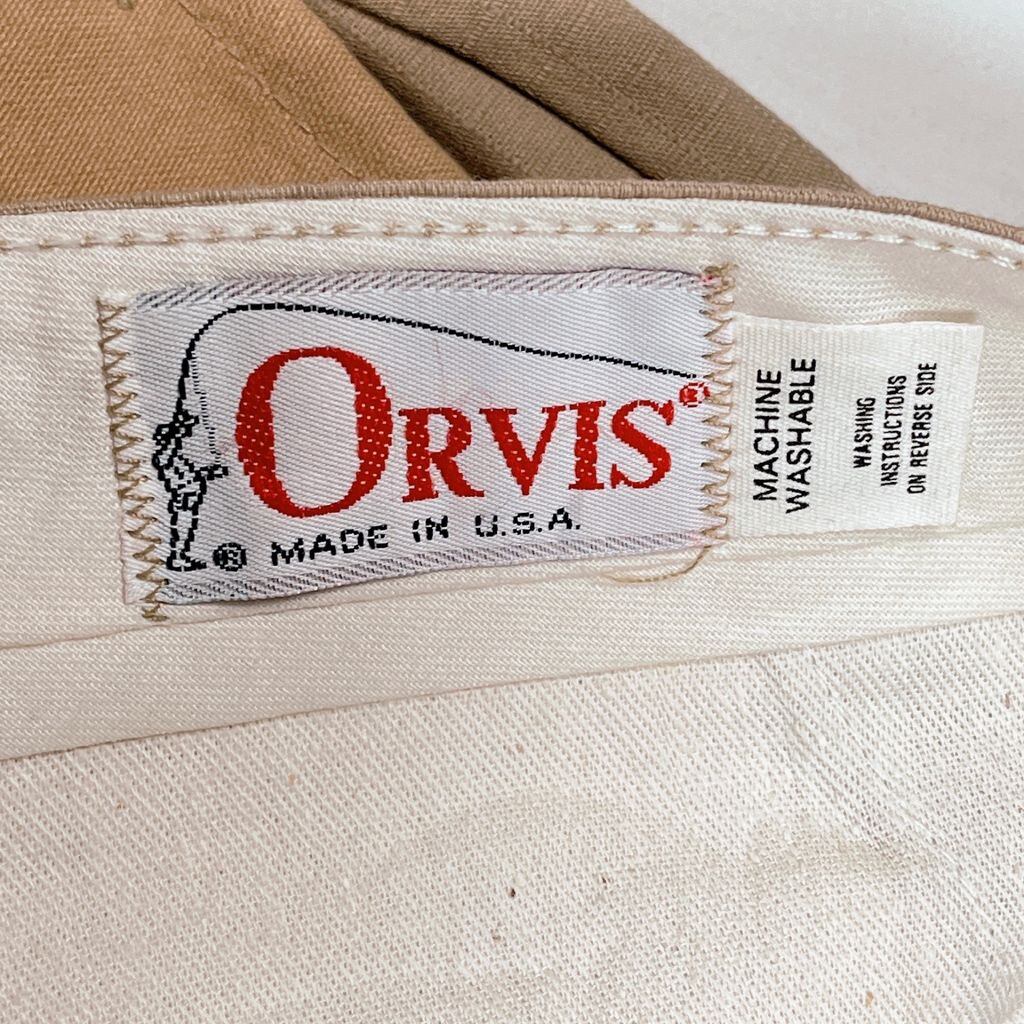 ORVIS®
® MADE IN U.S.A.
MACHINE
WASHABLE
WASHING
INSTRUCTIONS
ON REVERSE SIDE